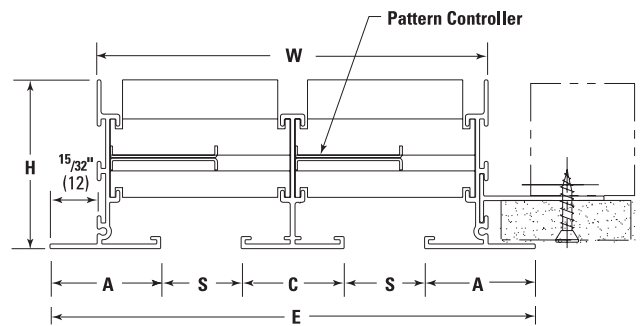 Pattern Controller
W
H
15/32"
(12)
A S C S A
E